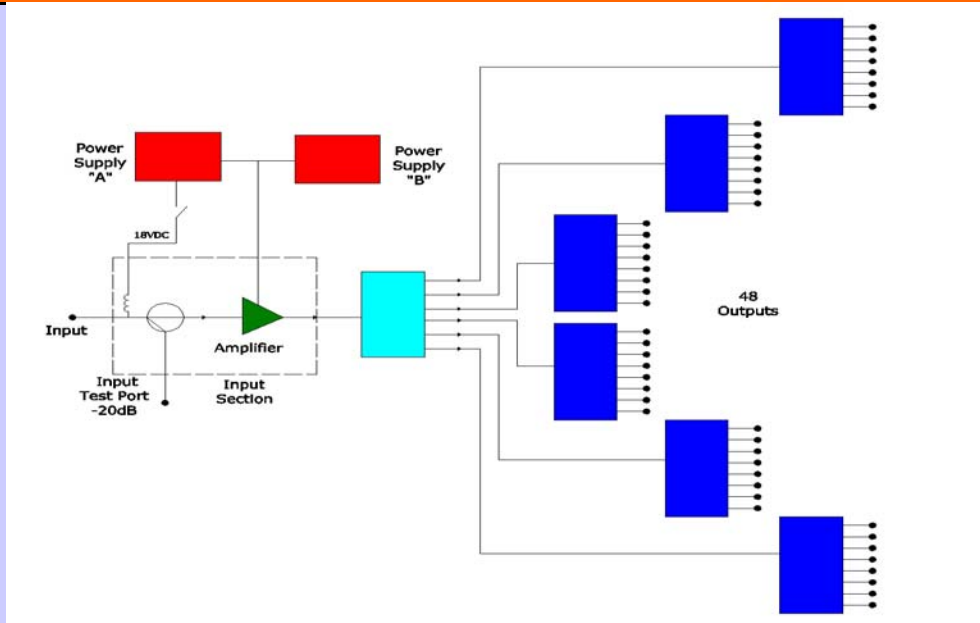 Power
Supply
"A"
Power
Supply
"B"
18VDC
Input
Amplifier
Input
Test Port
-20dB
Input
Section
48
Outputs